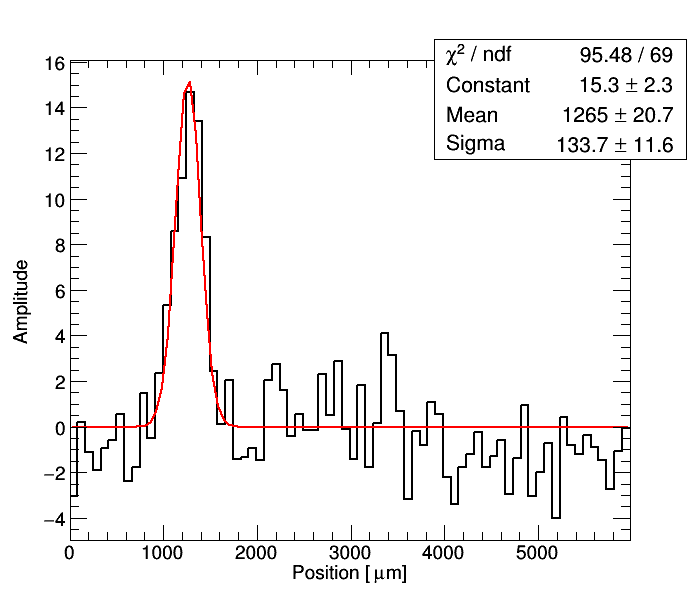 χ² / ndf 95.48 / 69
Constant 15.3 ± 2.3
Mean 1265 ± 20.7
Sigma 133.7 ± 11.6
16
14
12
10
8
6
4
2
0
−2
−4
Amplitude
0 1000 2000 3000 4000 5000
Position [ μm]